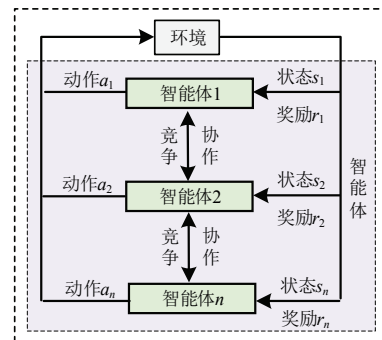 环境
动作a₁
智能体1
状态s₁
奖励r₁
竞争
协作
智能体
动作a₂
智能体2
状态s₂
奖励r₂
竞争
协作
动作aₙ
智能体n
状态sₙ
奖励rₙ